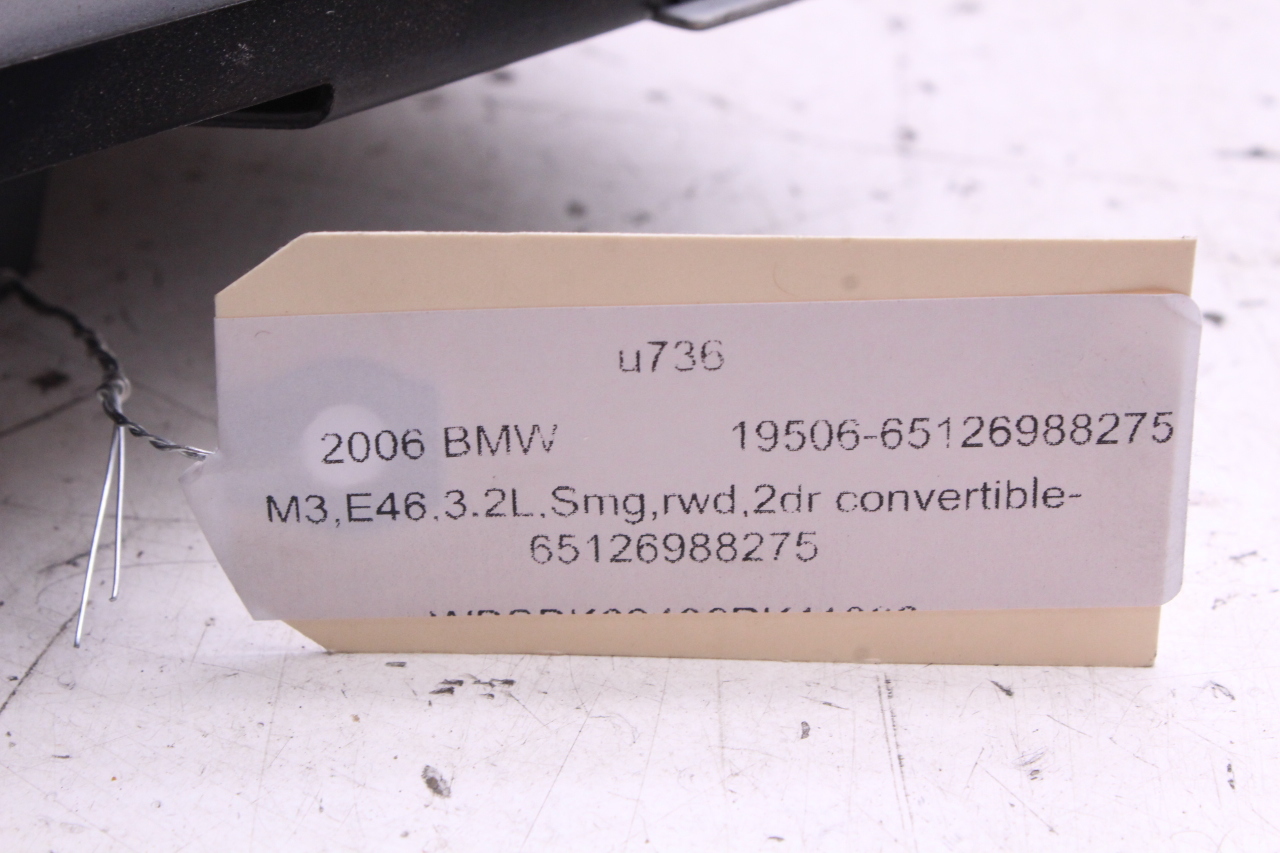 u736
2006 BMW 19506-65126988275
M3,E46,3.2L,Smg,rwd,2dr convertible-
65126988275